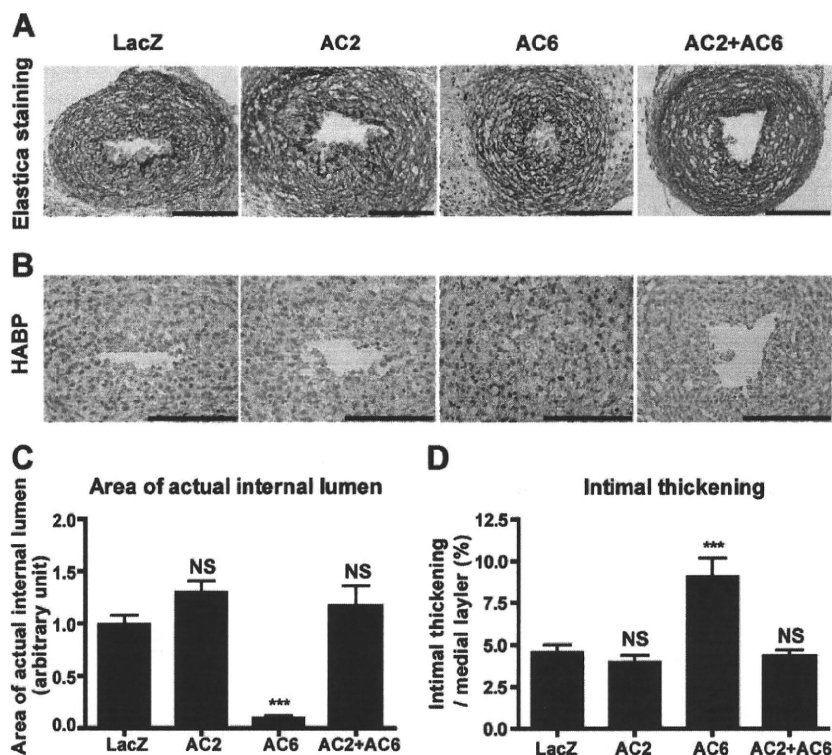 A
LacZ AC2 AC6 AC2+AC6
Elastica staining
B
HABP
C
Area of actual internal lumen
Area of actual internal lumen
(arbitrary unit)
2.0
1.5
1.0
0.5
0.0
NS
***
NS
LacZ AC2 AC6 AC2+AC6
D
Intimal thickening
Intimal thickening
/ medial layler (%)
12.5
10.0
7.5
5.0
2.5
0.0
NS
***
NS
LacZ AC2 AC6 AC2+AC6